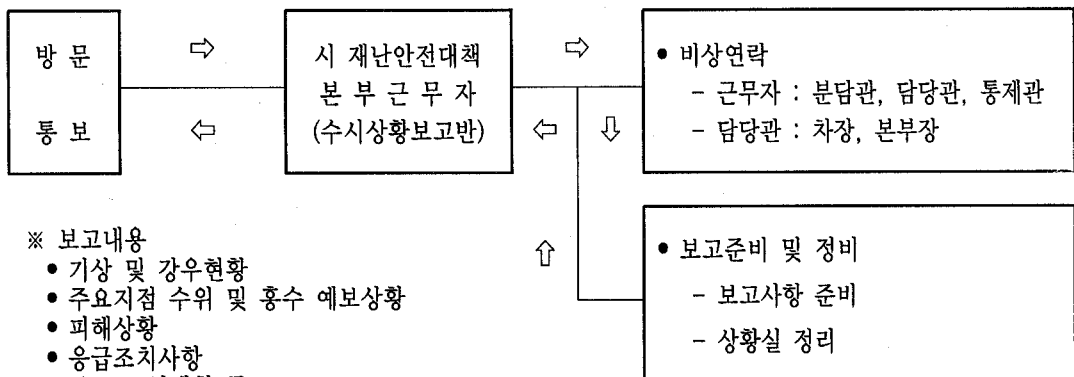 방 문
통 보
⇨
⇦
시 재난안전대책
본 부 근 무 자
(수시상황보고반)
⇨
⇦ ⇩
● 비상연락
- 근무자 : 분담관, 담당관, 통제관
- 담당관 : 차장, 본부장
⇧
● 보고준비 및 정비
- 보고사항 준비
- 상황실 정리
※ 보고내용
● 기상 및 강우현황
● 주요지점 수위 및 홍수 예보상황
● 피해상황
● 응급조치사항